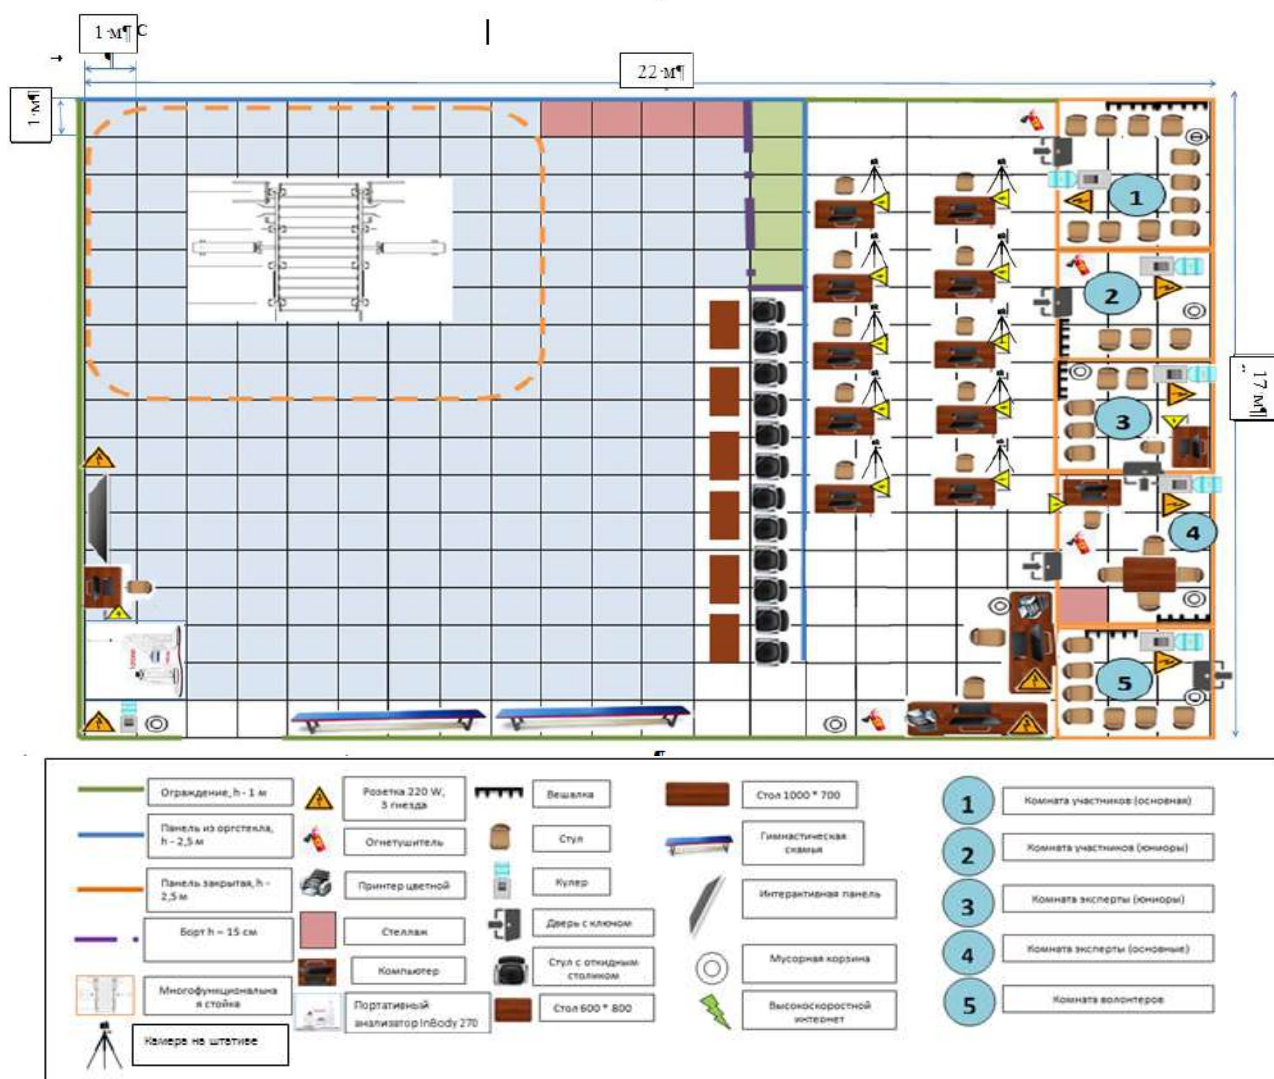 1·м¶ С
¶
22·м¶
1·м¶
1
2
3
17·м¶
4
5
¶
Ограждение, h - 1 м
Розетка 220 W,
3 гнезда
Вешалка
Стол 1000 * 700
1
Комната участников (основная)
Панель из оргстекла,
h - 2,5 м
Огнетушитель
Стул
Гимнастическая
скамья
2
Комната участников (юниоры)
Панель закрытая, h -
2,5 м
Принтер цветной
Кулер
Интерактивная панель
3
Комната эксперты (юниоры)
Борт h – 15 см
Стеллаж
Дверь с ключом
Мусорная корзина
4
Комната эксперты (основные)
Многофункциональна
я стойка
Компьютер
Стул с откидным
столиком
Высокоскоростной
интернет
5
Комната волонтеров
Камера на штативе
Портативный
анализатор InBody 270
Стол 600 * 800